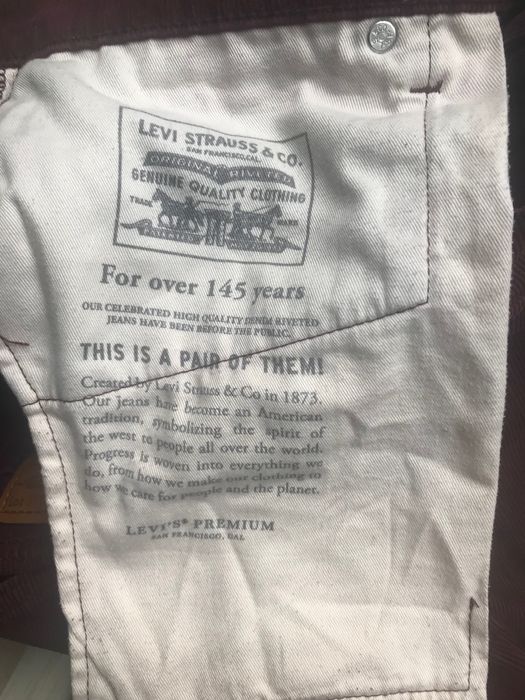 LEVI STRAUSS & CO.
SAN FRANCISCO, CAL.
ORIGINAL RIVETED
GENUINE QUALITY CLOTHING
TRADE MARK
For over 145 years
OUR CELEBRATED HIGH QUALITY DENIM RIVETED
JEANS HAVE BEEN BEFORE THE PUBLIC.
THIS IS A PAIR OF THEM!
Created by Levi Strauss & Co in 1873.
Our jeans have become an American
tradition, symbolizing the spirit of
the west to people all over the world.
Progress is woven into everything we
do, from how we make our clothing to
how we care for people and the planet.
LEVI'S® PREMIUM
SAN FRANCISCO, CAL